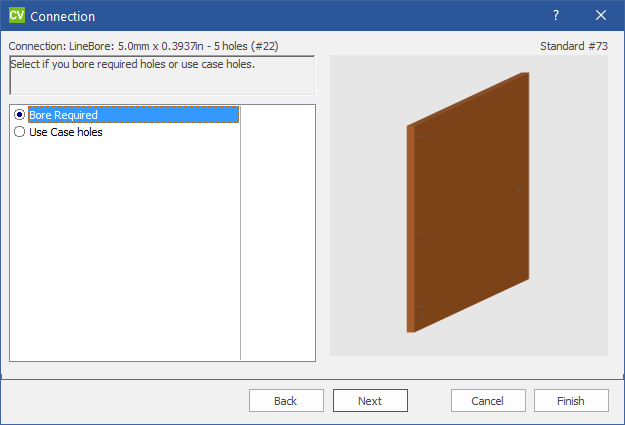 CV Connection ?
Connection: LineBore: 5.0mm x 0.3937in - 5 holes (#22) Standard #73
Select if you bore required holes or use case holes.
Bore Required
Use Case holes
Back Next Cancel Finish